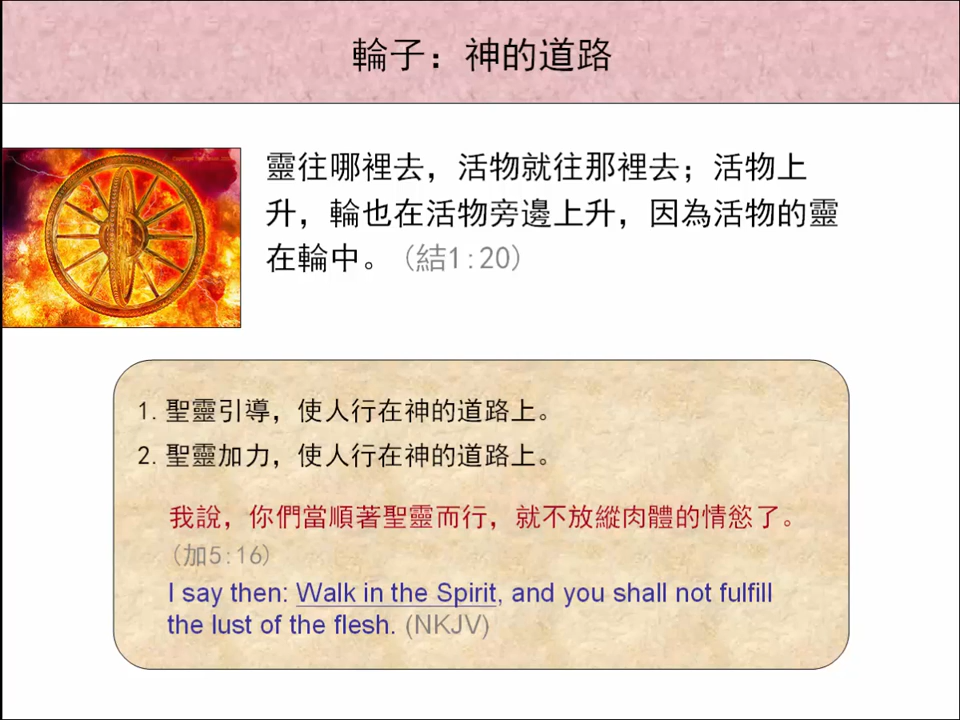 輪子：神的道路
靈往哪裡去，活物就往那裡去；活物上
升，輪也在活物旁邊上升，因為活物的靈
在輪中。（結1:20）
1. 聖靈引導，使人行在神的道路上。
2. 聖靈加力，使人行在神的道路上。
我說，你們當順著聖靈而行，就不放縱肉體的情慾了。
（加5:16）
I say then: Walk in the Spirit, and you shall not fulfill
the lust of the flesh. (NKJV)